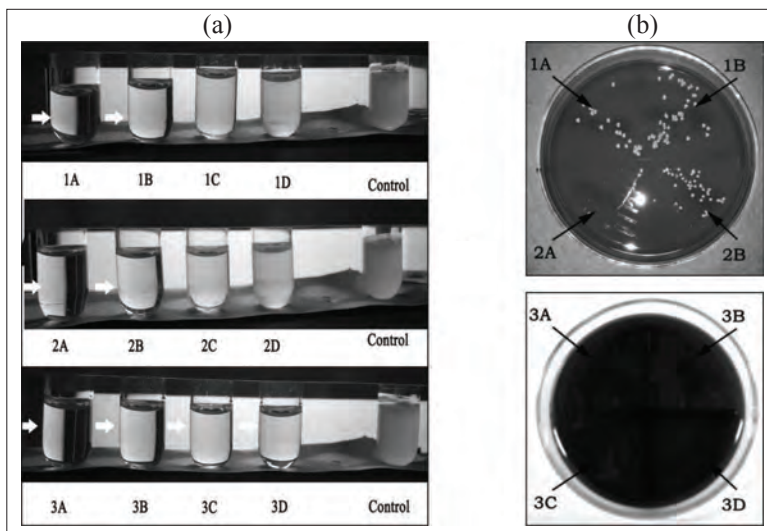 (a)
1A 1B 1C 1D Control
2A 2B 2C 2D Control
3A 3B 3C 3D Control
(b)
1A 1B
2A 2B
3A 3B
3C 3D